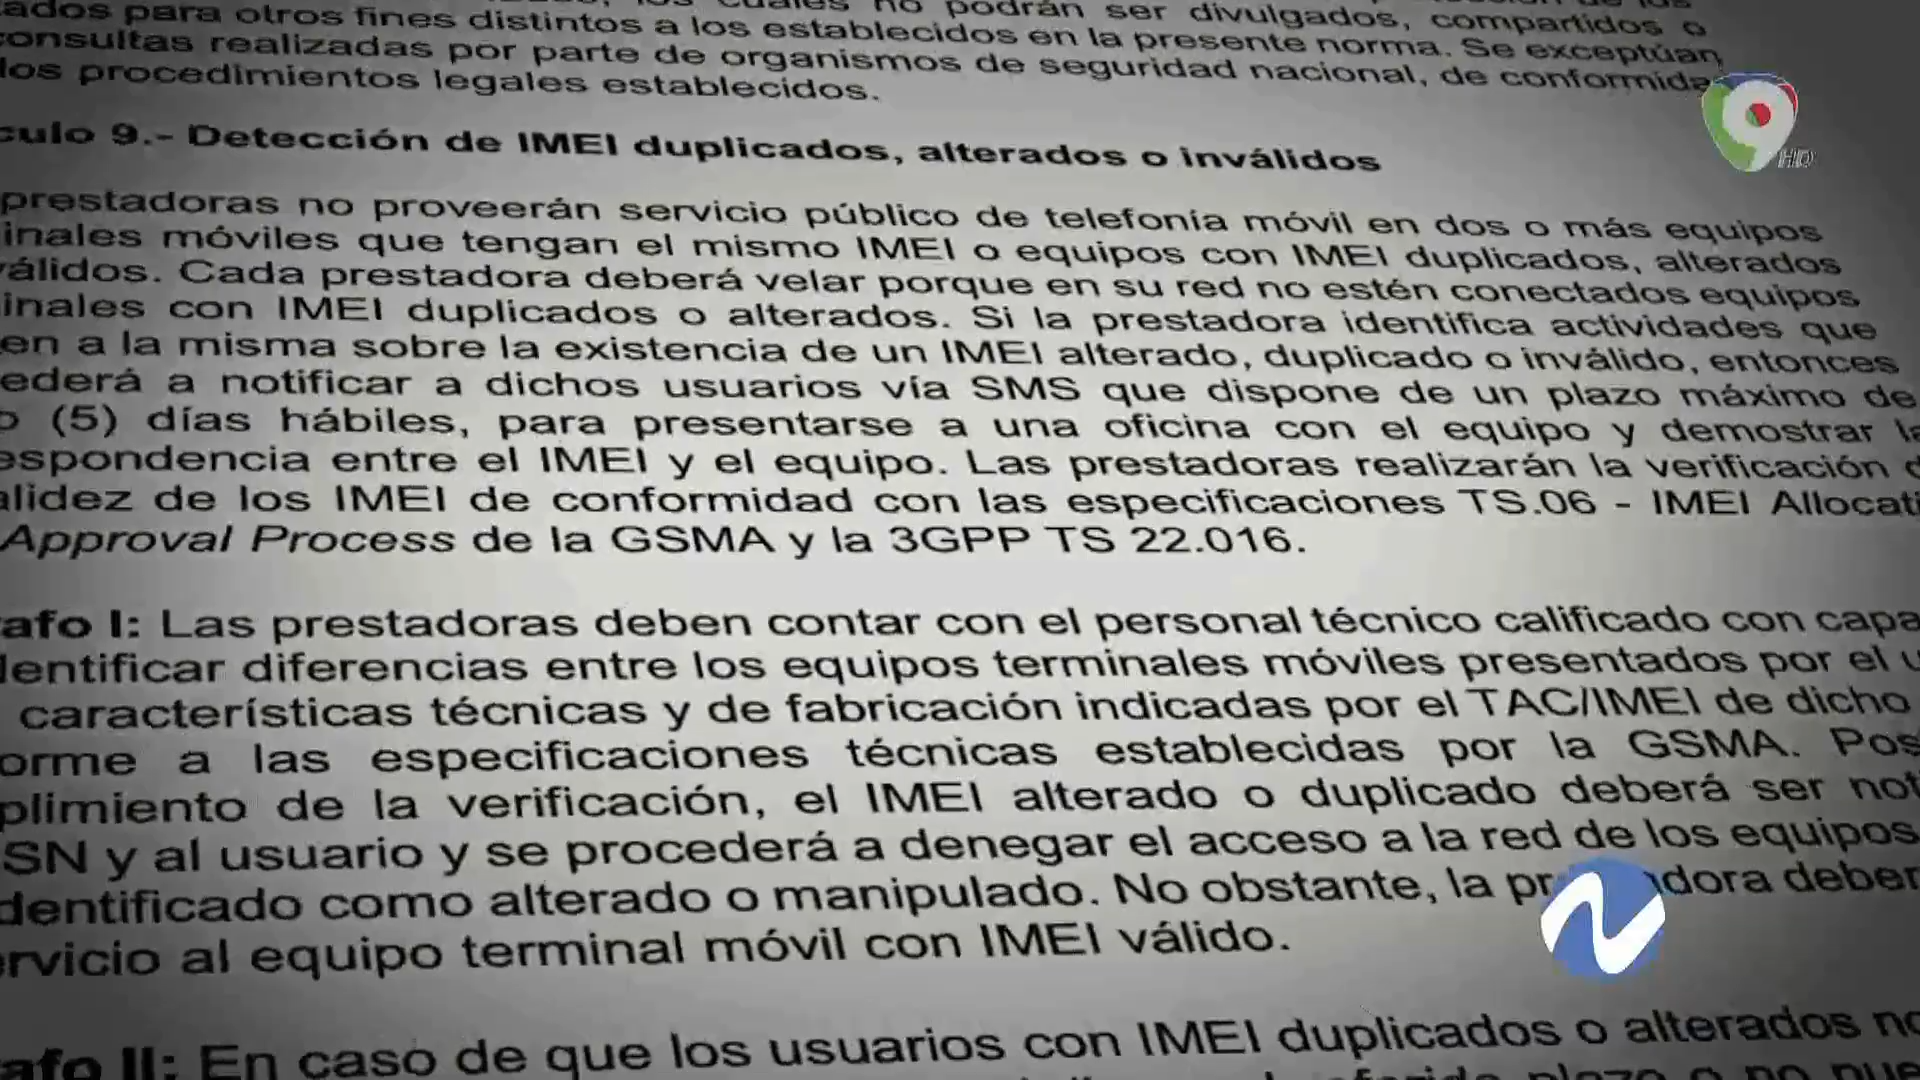 ados para otros fines distintos a los establecidos en la presente norma. Se exceptúan
consultas realizadas por parte de organismos de seguridad nacional, de conformida
los procedimientos legales establecidos.
culo 9.- Detección de IMEI duplicados, alterados o inválidos
prestadoras no proveerán servicio público de telefonía móvil en dos o más equipos
inales móviles que tengan el mismo IMEI o equipos con IMEI duplicados, alterados
válidos. Cada prestadora deberá velar porque en su red no estén conectados equipos
inales con IMEI duplicados o alterados. Si la prestadora identifica actividades que
en a la misma sobre la existencia de un IMEI alterado, duplicado o inválido, entonces
ederá a notificar a dichos usuarios vía SMS que dispone de un plazo máximo de
o (5) días hábiles, para presentarse a una oficina con el equipo y demostrar la
espondencia entre el IMEI y el equipo. Las prestadoras realizarán la verificación d
alidez de los IMEI de conformidad con las especificaciones TS.06 - IMEI Allocati
Approval Process de la GSMA y la 3GPP TS 22.016.
afo I: Las prestadoras deben contar con el personal técnico calificado con capa
dentificar diferencias entre los equipos terminales móviles presentados por el u
características técnicas y de fabricación indicadas por el TAC/IMEI de dicho
orme a las especificaciones técnicas establecidas por la GSMA. Pos
plimiento de la verificación, el IMEI alterado o duplicado deberá ser not
SN y al usuario y se procederá a denegar el acceso a la red de los equipos
dentificado como alterado o manipulado. No obstante, la pr adora deber
ervicio al equipo terminal móvil con IMEI válido.
afo II: En caso de que los usuarios con IMEI duplicados o alterados no
9 HD